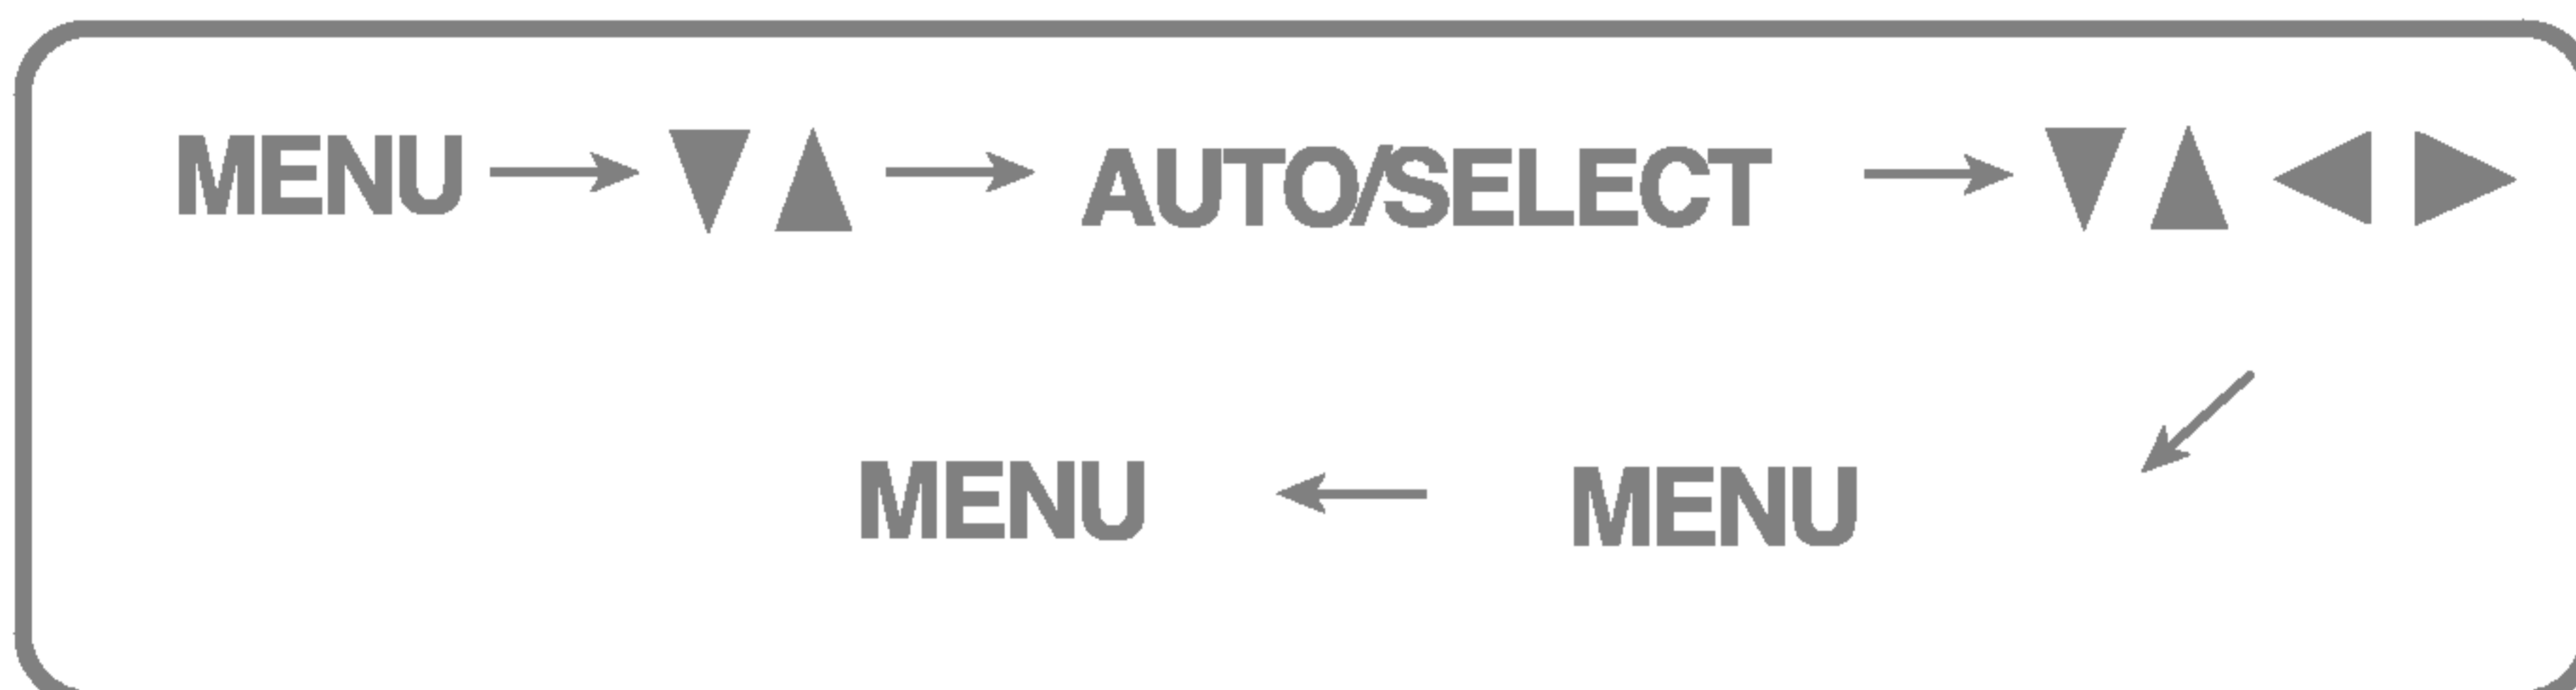 MENU → ▼ ▲ → AUTO/SELECT → ▼ ▲ ◀ ▶
MENU ← MENU